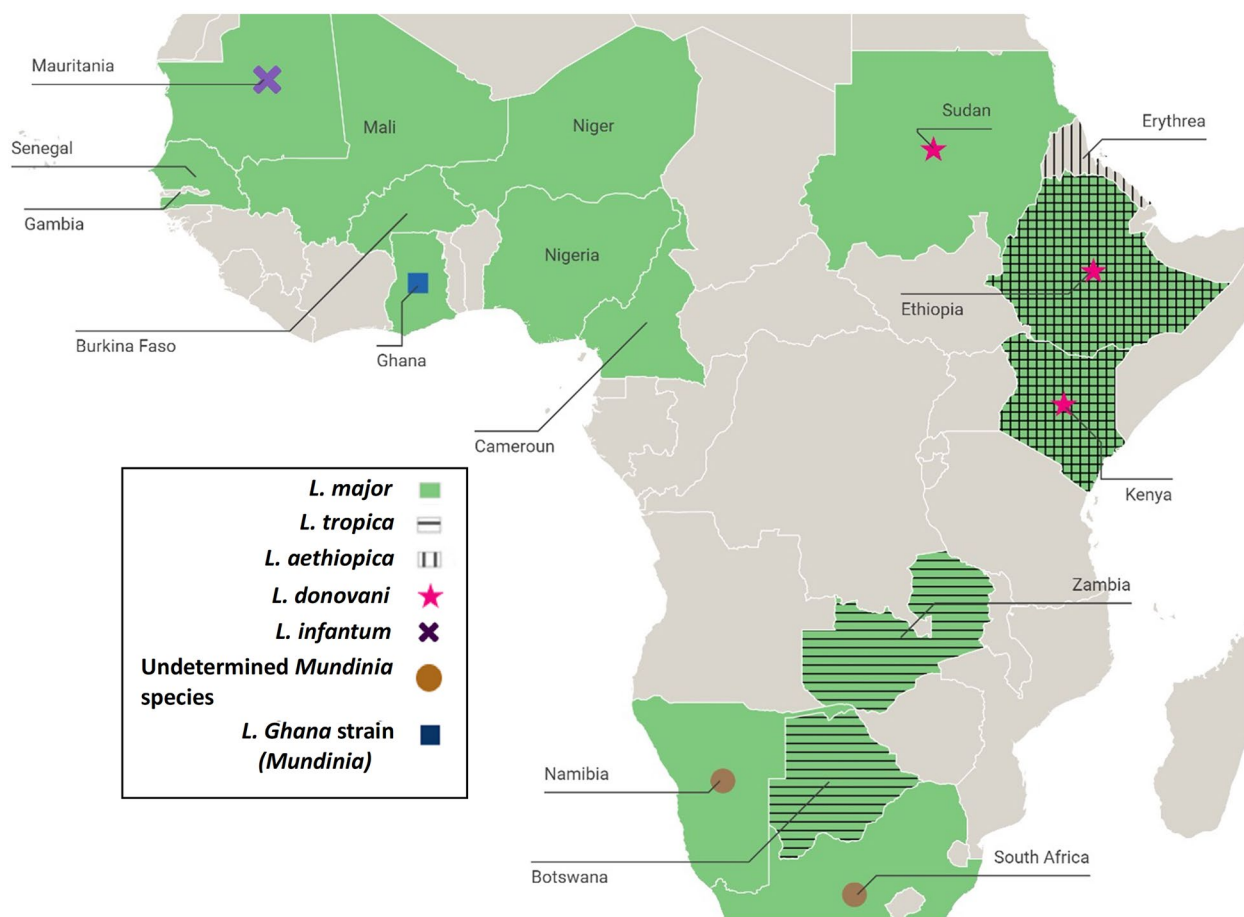 Mauritania
Sudan
Erythrea
Mali
Niger
Senegal
Gambia
Nigeria
Ethiopia
Burkina Faso
Ghana
Cameroun
Kenya
L. major
L. tropica
L. aethiopica
L. donovani
L. infantum
Undetermined Mundinia
species
L. Ghana strain
(Mundinia)
Zambia
Namibia
Botswana
South Africa